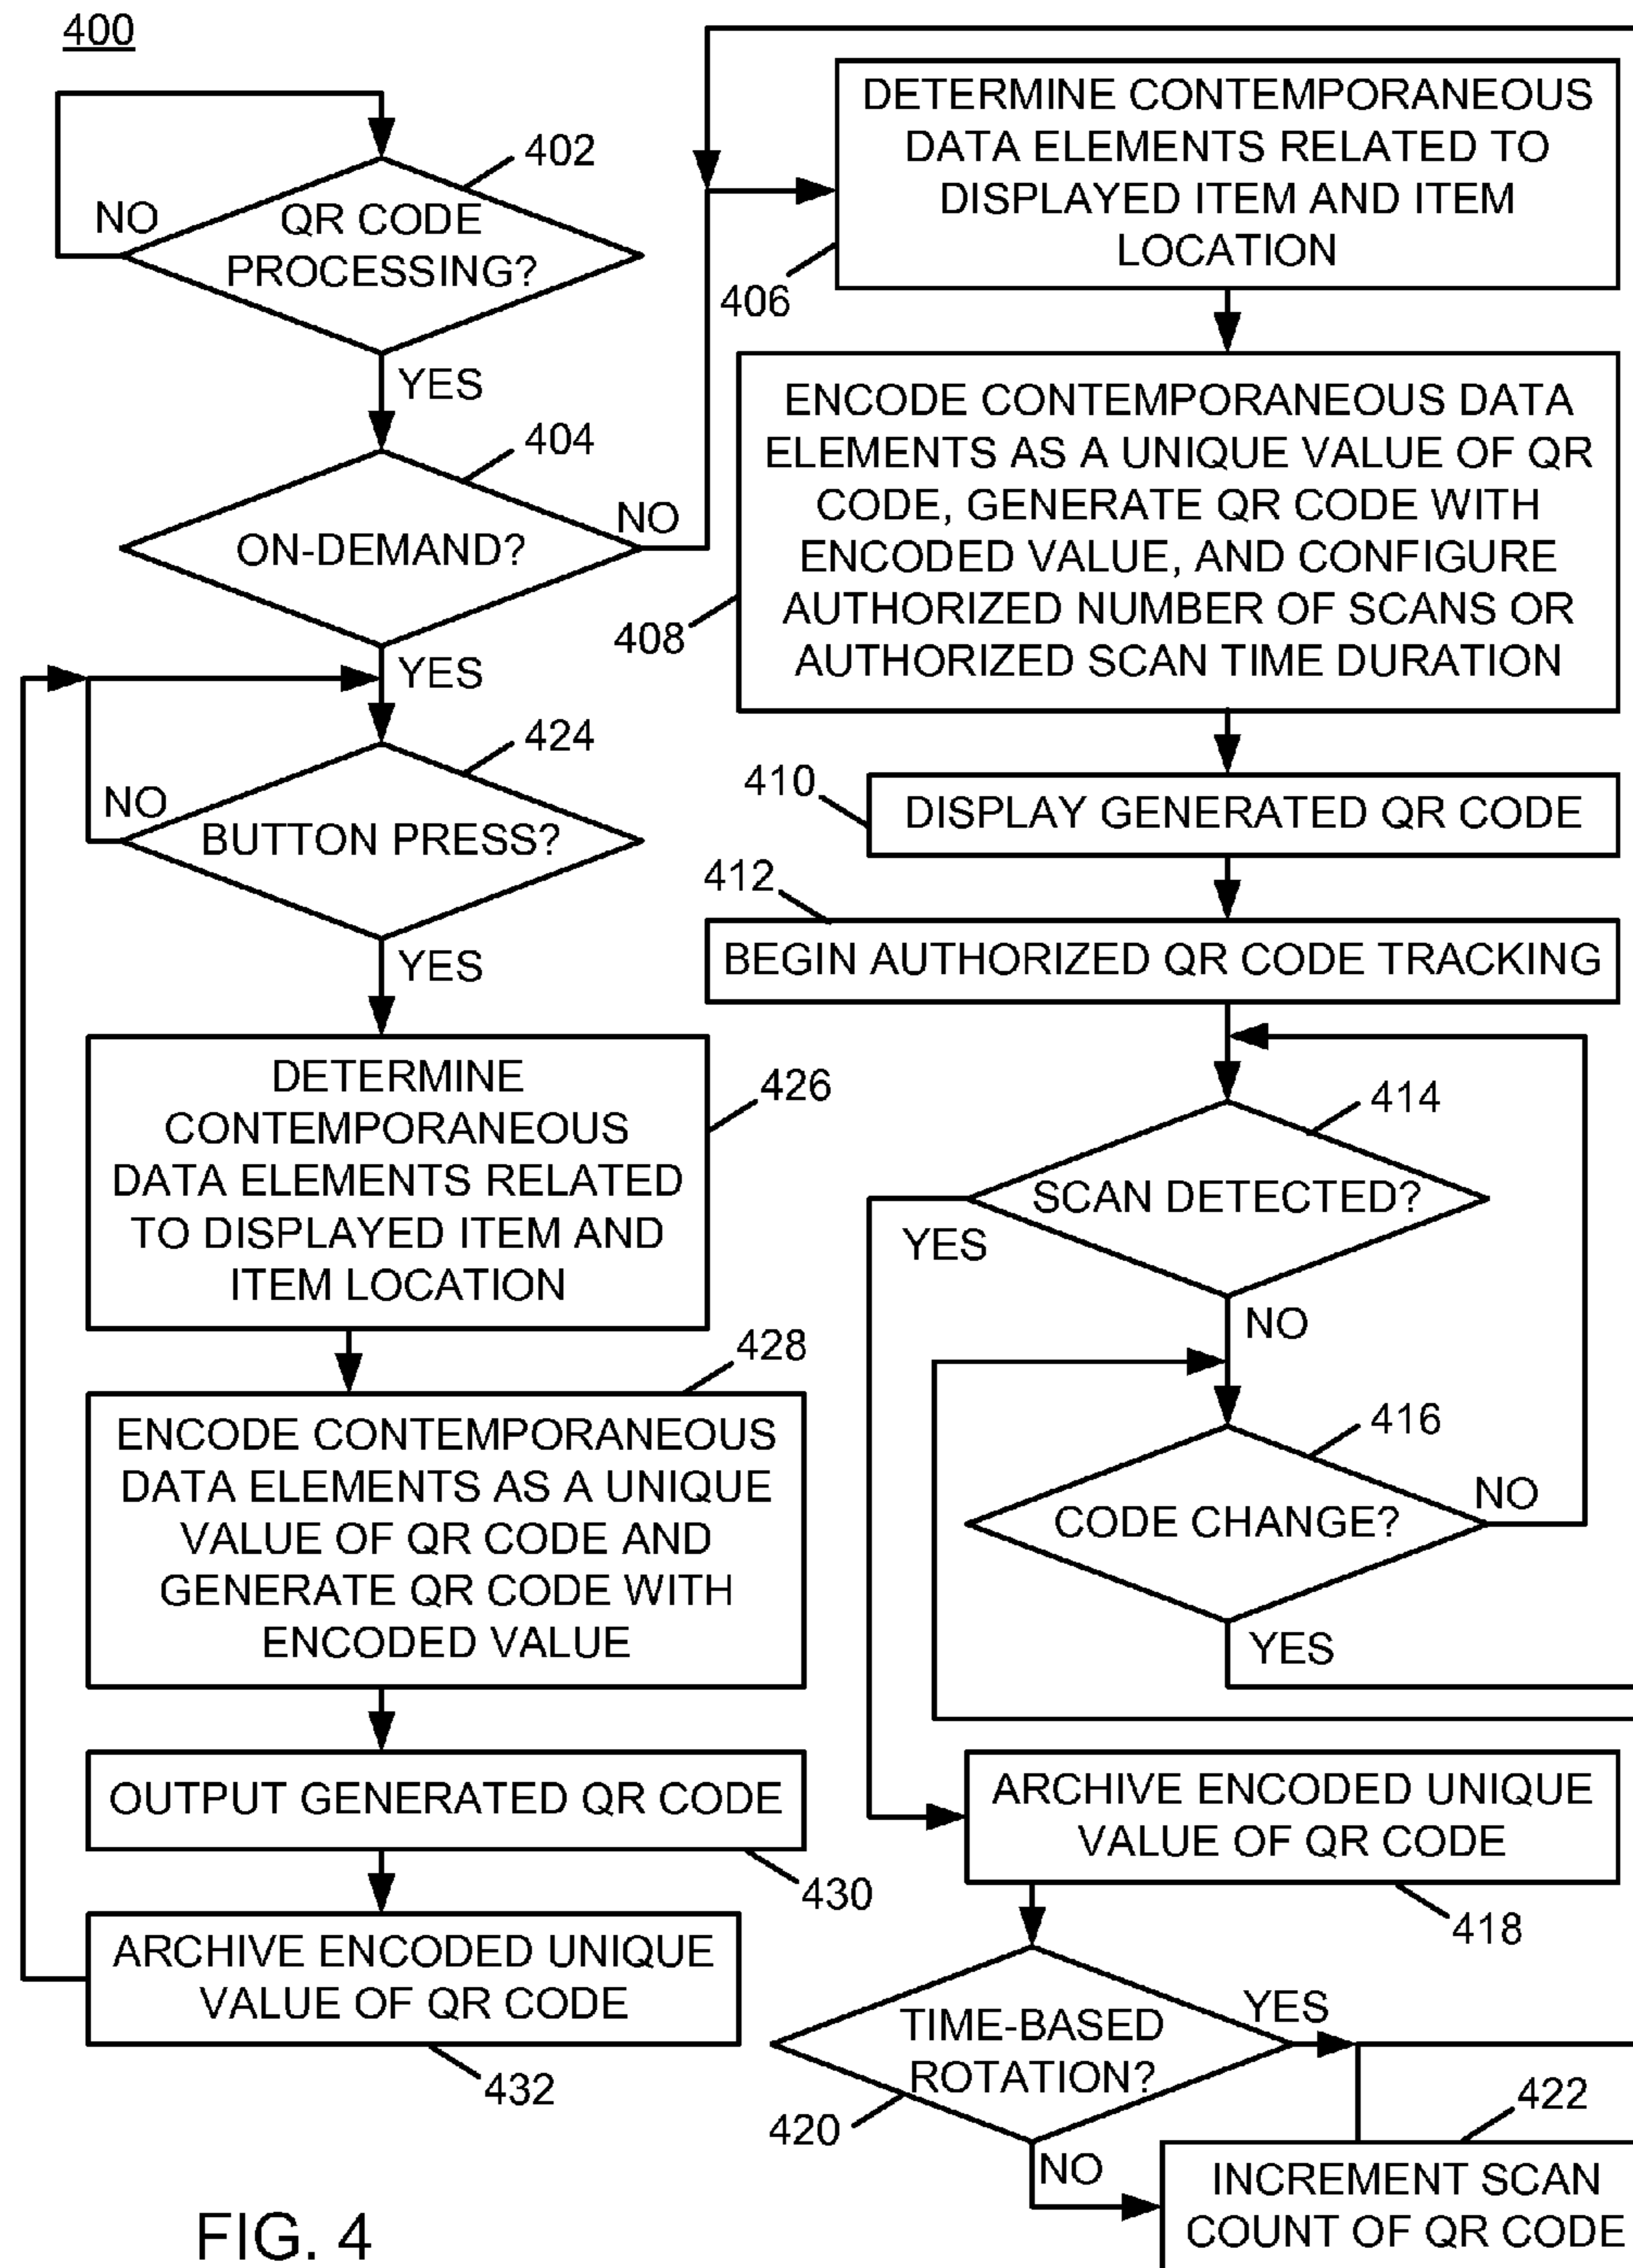 400
402
NO
QR CODE
PROCESSING?
YES
404
NO
ON-DEMAND?
YES
424
NO
BUTTON PRESS?
YES
DETERMINE
CONTEMPORANEOUS
DATA ELEMENTS RELATED
TO DISPLAYED ITEM AND
ITEM LOCATION
426
428
ENCODE CONTEMPORANEOUS
DATA ELEMENTS AS A UNIQUE
VALUE OF QR CODE AND
GENERATE QR CODE WITH
ENCODED VALUE
OUTPUT GENERATED QR CODE
430
ARCHIVE ENCODED UNIQUE
VALUE OF QR CODE
432
DETERMINE CONTEMPORANEOUS
DATA ELEMENTS RELATED TO
DISPLAYED ITEM AND ITEM
LOCATION
406
ENCODE CONTEMPORANEOUS DATA
ELEMENTS AS A UNIQUE VALUE OF QR
CODE, GENERATE QR CODE WITH
ENCODED VALUE, AND CONFIGURE
AUTHORIZED NUMBER OF SCANS OR
AUTHORIZED SCAN TIME DURATION
408
410
DISPLAY GENERATED QR CODE
412
BEGIN AUTHORIZED QR CODE TRACKING
414
SCAN DETECTED?
YES
NO
416
CODE CHANGE?
NO
YES
ARCHIVE ENCODED UNIQUE
VALUE OF QR CODE
418
TIME-BASED
ROTATION?
YES
420
NO
422
INCREMENT SCAN
COUNT OF QR CODE
FIG. 4